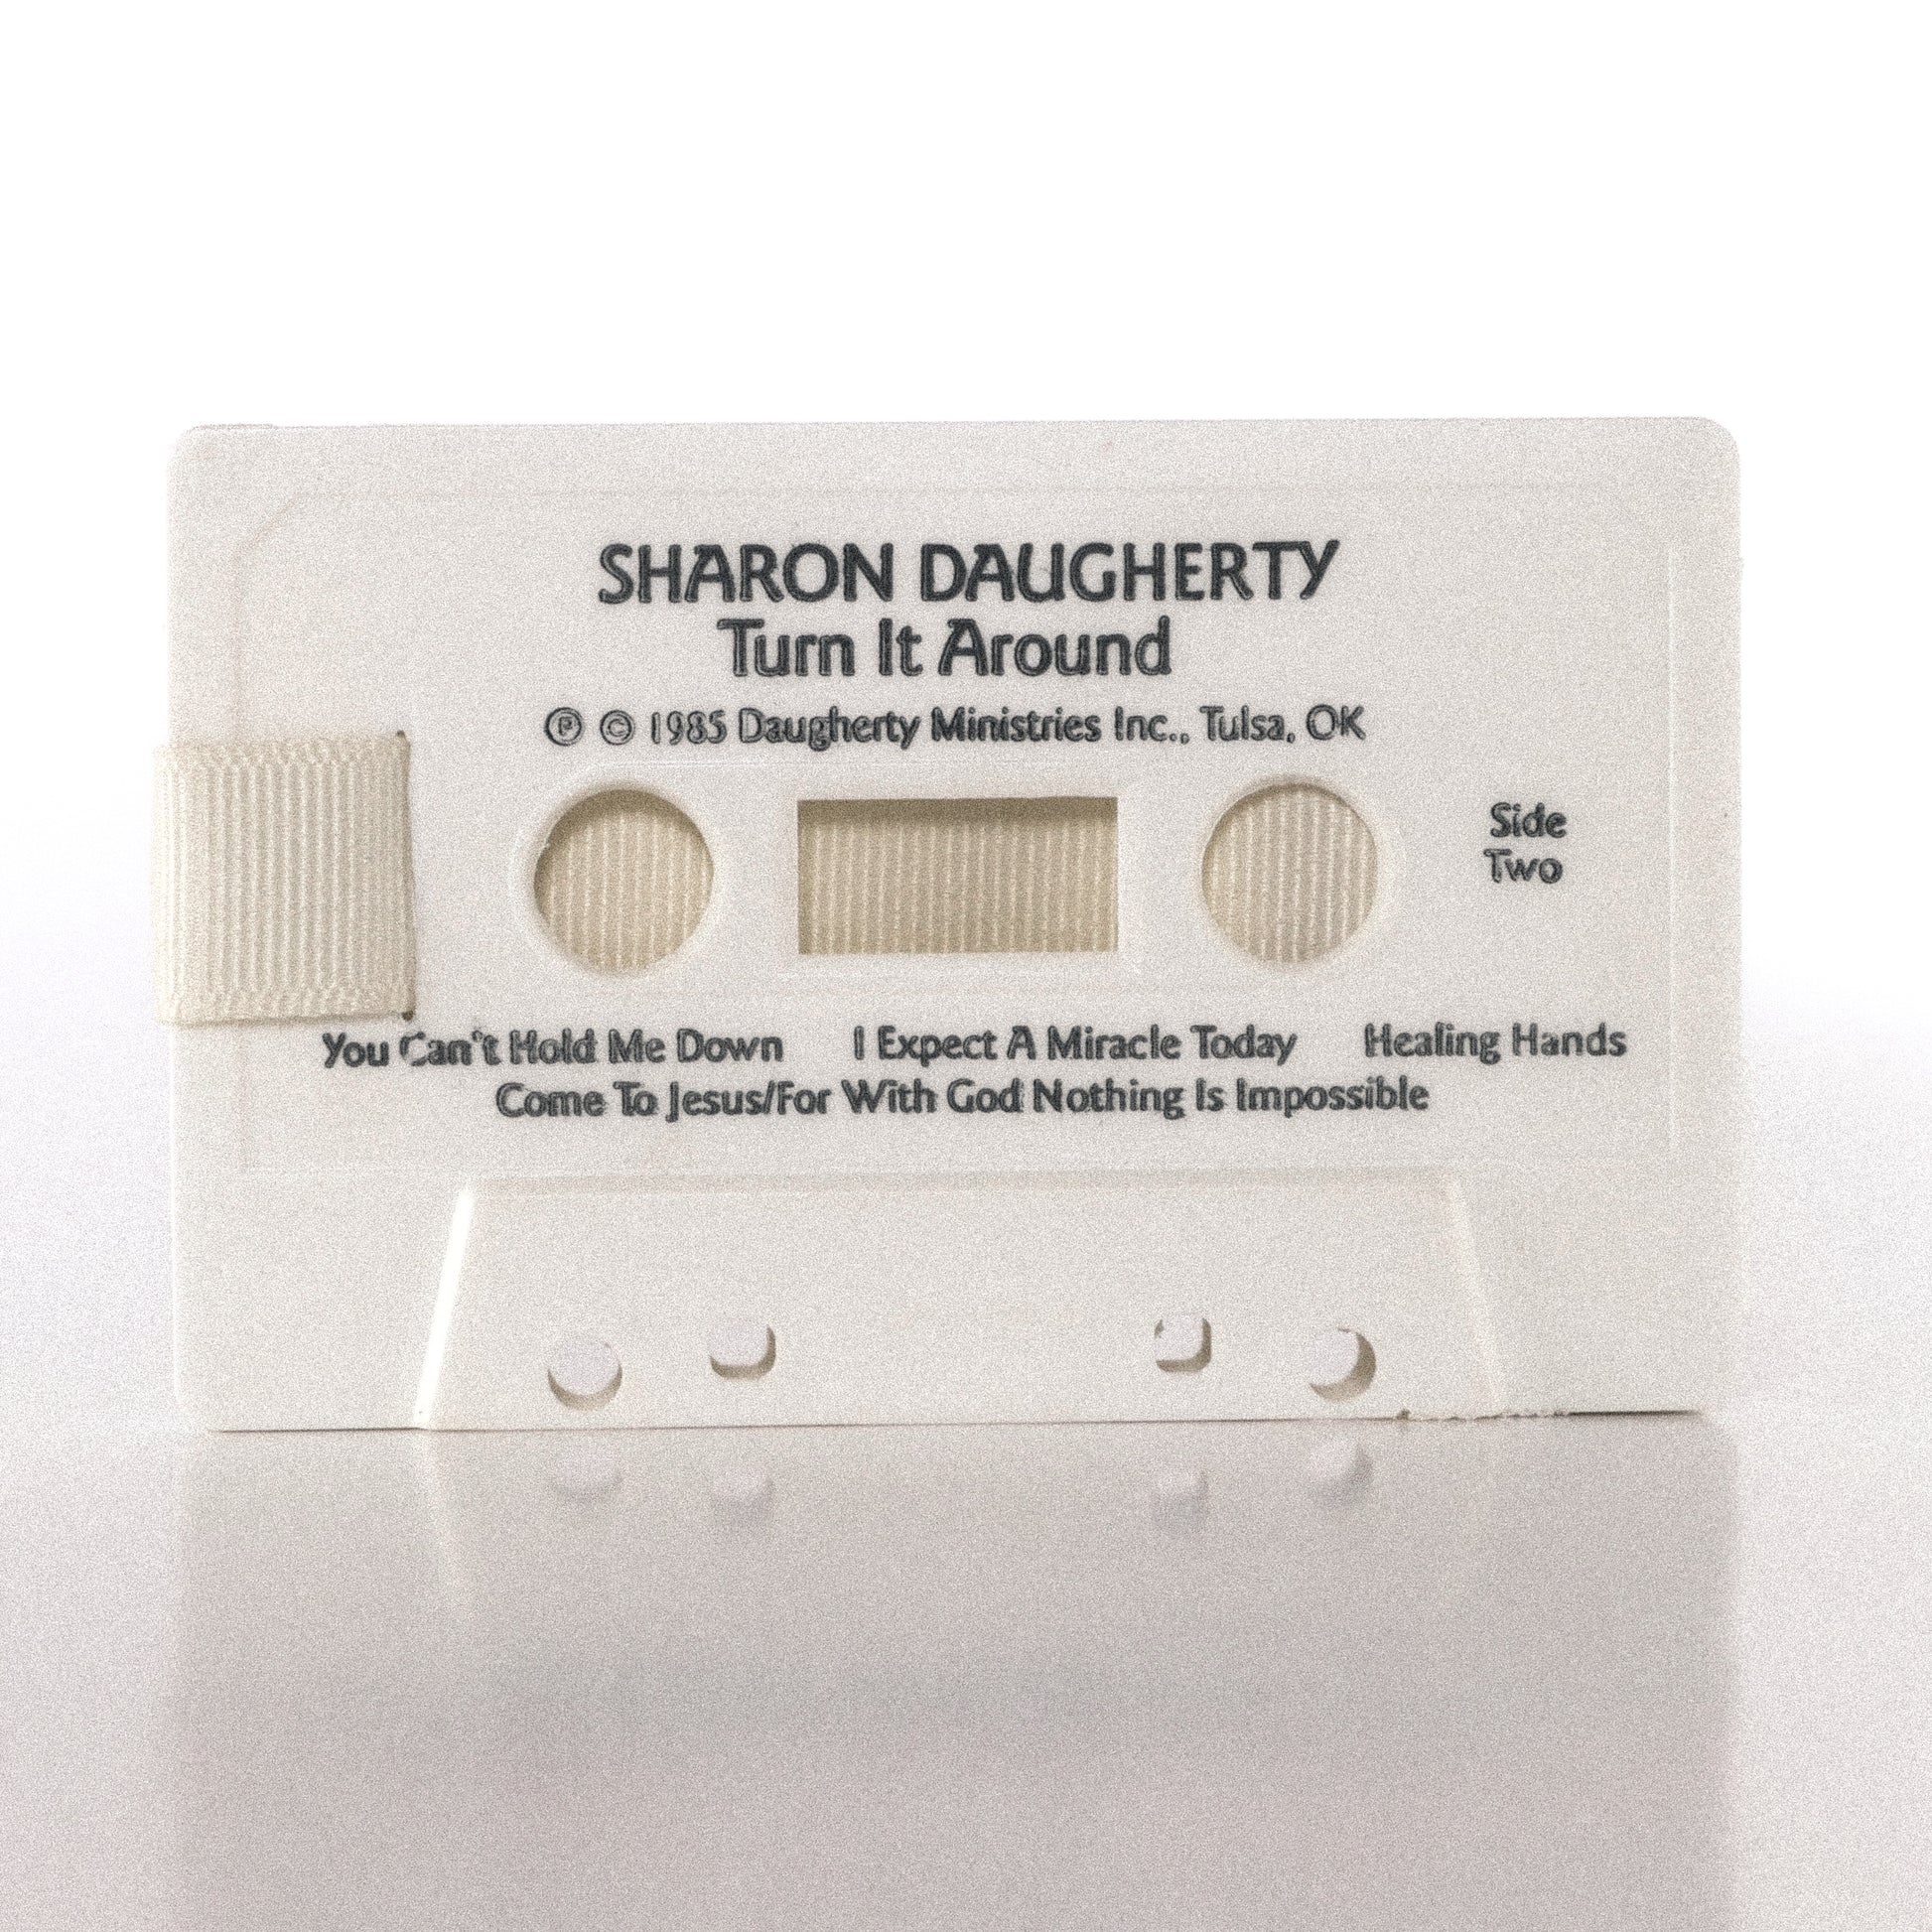 SHARON DAUGHERTY
Turn It Around
℗ © 1985 Daugherty Ministries Inc., Tulsa, OK
Side
Two
You Can't Hold Me Down I Expect A Miracle Today Healing Hands
Come To Jesus/For With God Nothing Is Impossible